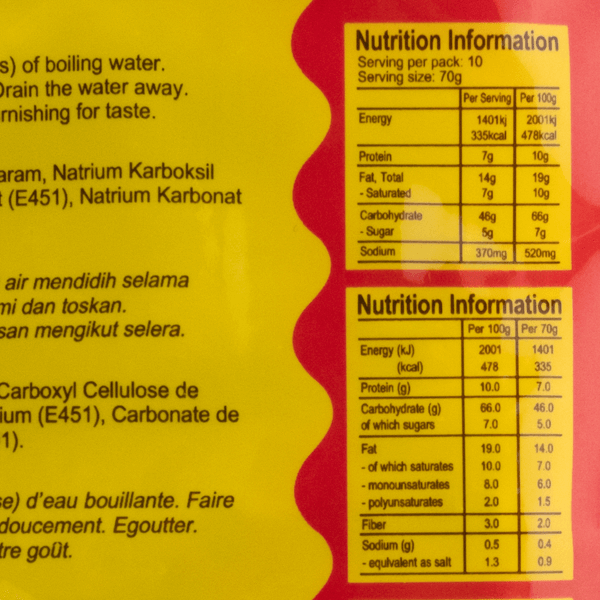 s) of boiling water.
Drain the water away.
rnishing for taste.
aram, Natrium Karboksil
t (E451), Natrium Karbonat
air mendidih selama
mi dan toskan.
san mengikut selera.
Carboxyl Cellulose de
ium (E451), Carbonate de
1).
se) d'eau bouillante. Faire
doucement. Egoutter.
tre goût.
Nutrition Information
Serving per pack: 10
Serving size: 70g
Per Serving Per 100g
Energy 1401kj 2001kj
335kcal 478kcal
Protein 7g 10g
Fat, Total 14g 19g
- Saturated 7g 10g
Carbohydrate 46g 66g
- Sugar 5g 7g
Sodium 370mg 520mg
Nutrition Information
Per 100g Per 70g
Energy (kJ) 2001 1401
(kcal) 478 335
Protein (g) 10.0 7.0
Carbohydrate (g) 66.0 46.0
of which sugars 7.0 5.0
Fat 19.0 14.0
- of which saturates 10.0 7.0
- monounsaturates 8.0 6.0
- polyunsaturates 2.0 1.5
Fiber 3.0 2.0
Sodium (g) 0.5 0.4
- equivalent as salt 1.3 0.9